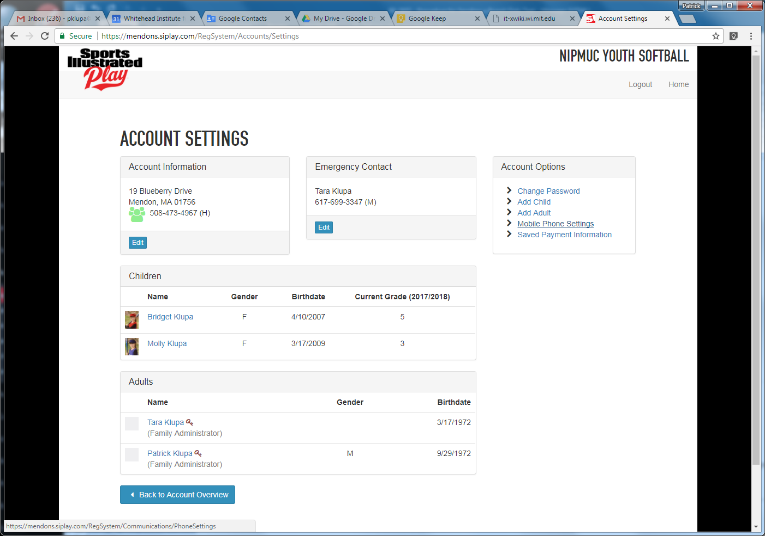 Patrick
Inbox (236) - pklupa
Whitehead Institute
Google Contacts
My Drive - Google D
Google Keep
it-xwiki.wi.mit.edu
Account Settings
Secure | https://mendons.siplay.com/RegSystem/Accounts/Settings
Sports
Illustrated
Play
NIPMUC YOUTH SOFTBALL
Logout Home
ACCOUNT SETTINGS
Account Information
19 Blueberry Drive
Mendon, MA 01756
508-473-4967 (H)
Edit
Emergency Contact
Tara Klupa
617-699-3347 (M)
Edit
Account Options
Change Password
Add Child
Add Adult
Mobile Phone Settings
Saved Payment Information
Children
Name Gender Birthdate Current Grade (2017/2018)
Bridget Klupa F 4/10/2007 5
Molly Klupa F 3/17/2009 3
Adults
Name Gender Birthdate
Tara Klupa 3/17/1972
(Family Administrator)
Patrick Klupa M 9/29/1972
(Family Administrator)
Back to Account Overview
https://mendons.siplay.com/RegSystem/Communications/PhoneSettings